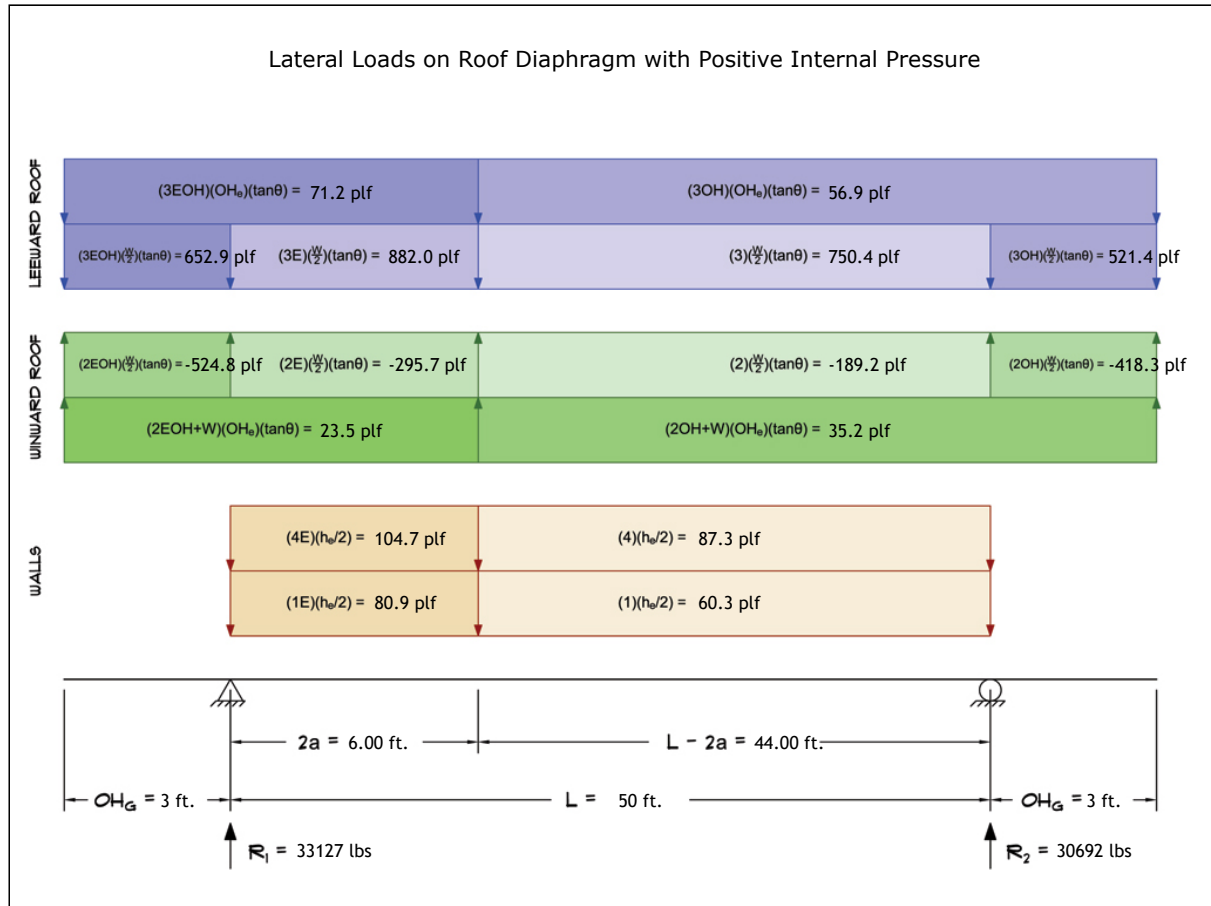 Lateral Loads on Roof Diaphragm with Positive Internal Pressure
LEEWARD ROOF
(3EOH)(OHₑ)(tanθ) = 71.2 plf
(3OH)(OHₑ)(tanθ) = 56.9 plf
(3EOH)(W/2)(tanθ) = 652.9 plf
(3E)(W/2)(tanθ) = 882.0 plf
(3)(W/2)(tanθ) = 750.4 plf
(3OH)(W/2)(tanθ) = 521.4 plf
WINWARD ROOF
(2EOH)(W/2)(tanθ) = -524.8 plf
(2E)(W/2)(tanθ) = -295.7 plf
(2)(W/2)(tanθ) = -189.2 plf
(2OH)(W/2)(tanθ) = -418.3 plf
(2EOH+W)(OHₑ)(tanθ) = 23.5 plf
(2OH+W)(OHₑ)(tanθ) = 35.2 plf
WALLS
(4E)(hₑ/2) = 104.7 plf
(4)(hₑ/2) = 87.3 plf
(1E)(hₑ/2) = 80.9 plf
(1)(hₑ/2) = 60.3 plf
2a = 6.00 ft.
L - 2a = 44.00 ft.
OH_G = 3 ft.
L = 50 ft.
OH_G = 3 ft.
R₁ = 33127 lbs
R₂ = 30692 lbs